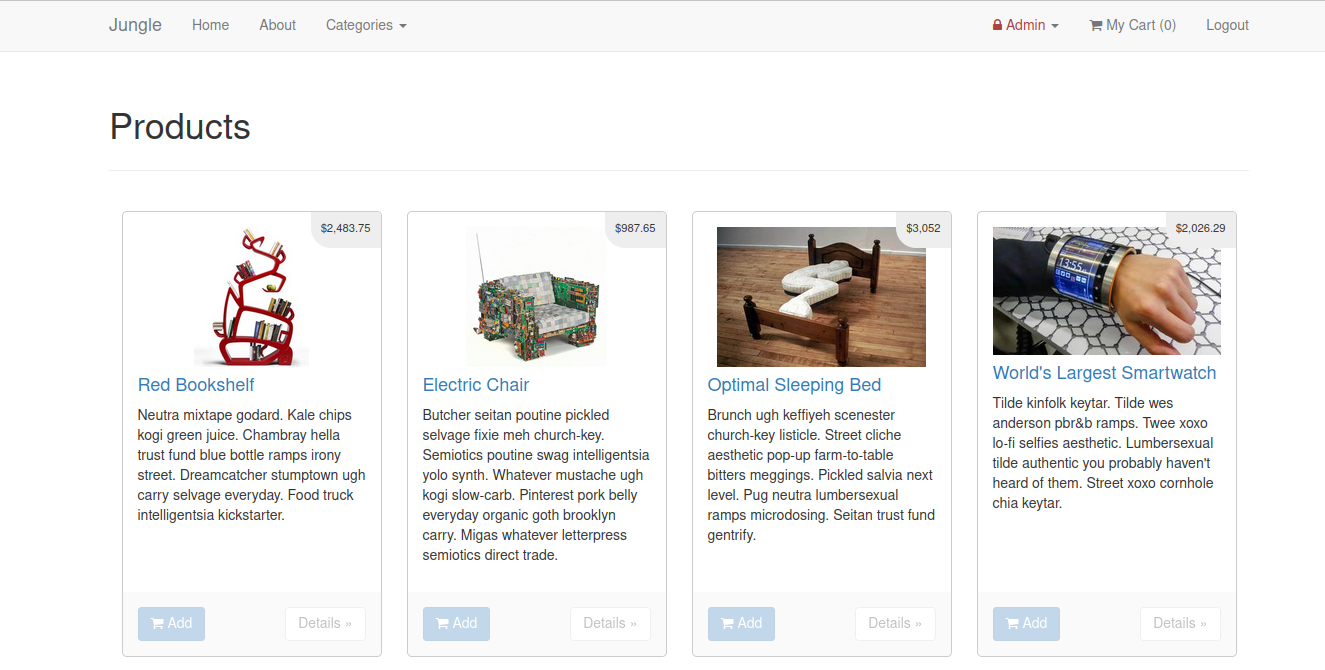 Jungle Home About Categories Admin My Cart (0) Logout
Products
$2,483.75
Red Bookshelf
Neutra mixtape godard. Kale chips
kogi green juice. Chambray hella
trust fund blue bottle ramps irony
street. Dreamcatcher stumptown ugh
carry selvage everyday. Food truck
intelligentsia kickstarter.
Add Details »
$987.65
Electric Chair
Butcher seitan poutine pickled
selvage fixie meh church-key.
Semiotics poutine swag intelligentsia
yolo synth. Whatever mustache ugh
kogi slow-carb. Pinterest pork belly
everyday organic goth brooklyn
carry. Migas whatever letterpress
semiotics direct trade.
Add Details »
$3,052
Optimal Sleeping Bed
Brunch ugh keffiyeh scenester
church-key listicle. Street cliche
aesthetic pop-up farm-to-table
bitters meggings. Pickled salvia next
level. Pug neutra lumbersexual
ramps microdosing. Seitan trust fund
gentrify.
Add Details »
$2,026.29
13:55
World's Largest Smartwatch
Tilde kinfolk keytar. Tilde wes
anderson pbr&b ramps. Twee xoxo
lo-fi selfies aesthetic. Lumbersexual
tilde authentic you probably haven't
heard of them. Street xoxo cornhole
chia keytar.
Add Details »